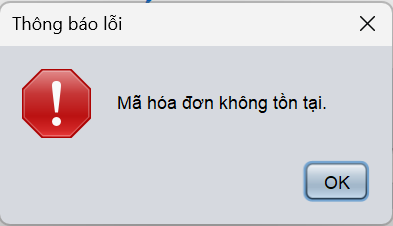 Thông báo lỗi
Mã hóa đơn không tồn tại.
OK